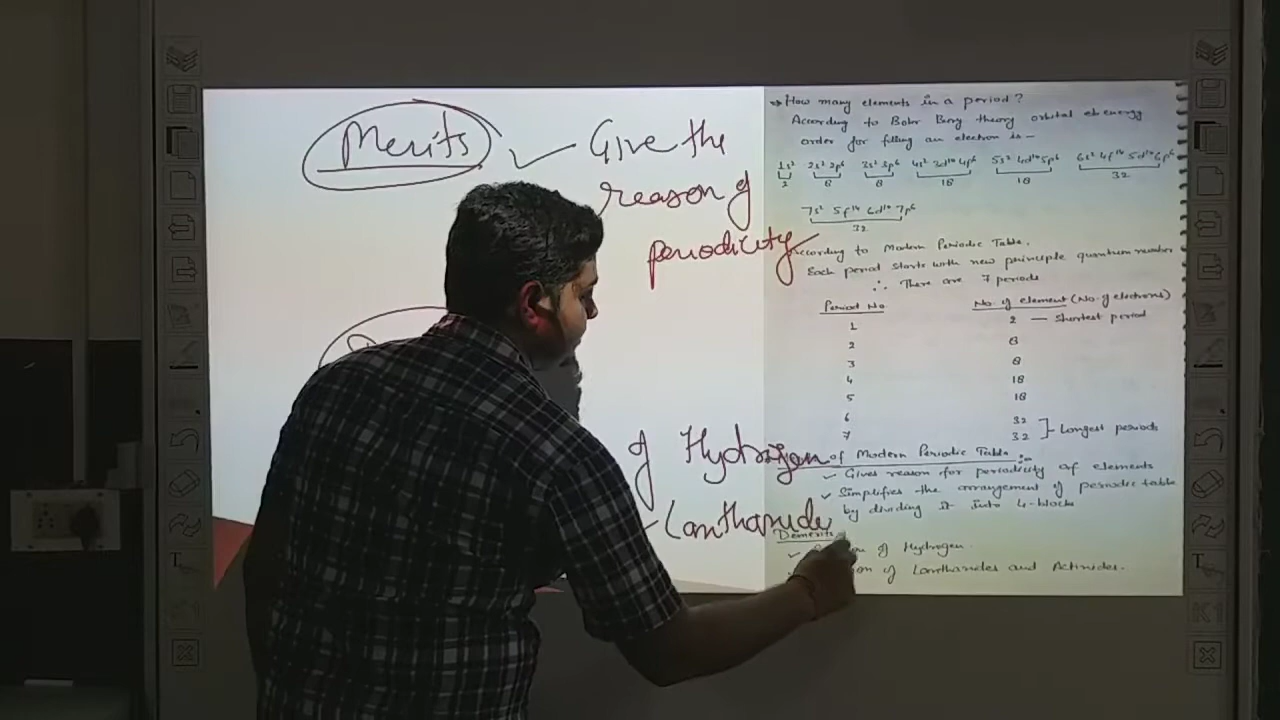 Merits
Give the
reason of
periodicity
of Hydrogen
Lanthanide
How many elements in a period?
According to Bohr Bury theory orbital energy
order for filling an electron is -
1s² 2s² 2p⁶ 3s² 3p⁶ 4s² 3d¹⁰ 4p⁶ 5s² 4d¹⁰ 5p⁶ 6s² 4f¹⁴ 5d¹⁰ 6p⁶
2 8 8 18 18 32
7s² 5f¹⁴ 6d¹⁰ 7p⁶
32
According to Modern Periodic Table.
Each period starts with new principle quantum number
∴ There are 7 periods
Period No No. of element (No. of electrons)
1 2 — Shortest period
2 8
3 8
4 18
5 18
6 32
7 32 Longest periods
of Modern Periodic Table
✓ Gives reason for periodicity of elements
✓ Simplifies the arrangement of periodic table
by dividing it into 4-blocks
Demerits
✓ of Hydrogen.
of Lanthanides and Actinides.
T
T
K1